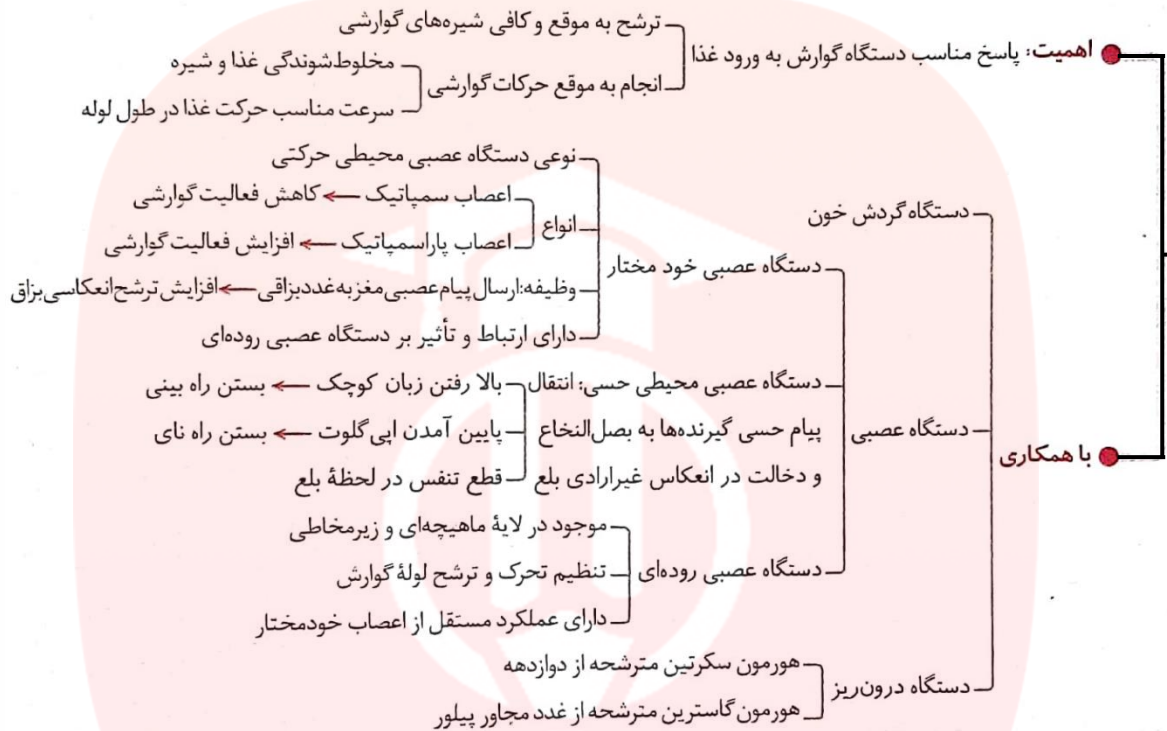 اهمیت: پاسخ مناسب دستگاه گوارش به ورود غذا
ترشح به موقع و کافی شیره‌های گوارشی
انجام به موقع حرکات گوارشی
مخلوط‌شوندگی غذا و شیره
سرعت مناسب حرکت غذا در طول لوله
با همکاری
دستگاه گردش خون
دستگاه عصبی
دستگاه عصبی خود مختار
نوعی دستگاه عصبی محیطی حرکتی
انواع
اعصاب سمپاتیک ← کاهش فعالیت گوارشی
اعصاب پاراسمپاتیک ← افزایش فعالیت گوارشی
وظیفه: ارسال پیام عصبی مغز به غدد بزاقی ← افزایش ترشح انعکاسی بزاق
دارای ارتباط و تأثیر بر دستگاه عصبی روده‌ای
دستگاه عصبی محیطی حسی: انتقال
پیام حسی گیرنده‌ها به بصل‌النخاع
و دخالت در انعکاس غیرارادی بلع
بالا رفتن زبان کوچک ← بستن راه بینی
پایین آمدن اپی گلوت ← بستن راه نای
قطع تنفس در لحظهٔ بلع
دستگاه عصبی روده‌ای
موجود در لایهٔ ماهیچه‌ای و زیرمخاطی
تنظیم تحرک و ترشح لولهٔ گوارش
دارای عملکرد مستقل از اعصاب خودمختار
دستگاه درون‌ریز
هورمون سکرتین مترشحه از دوازدهه
هورمون گاسترین مترشحه از غدد مجاور پیلور